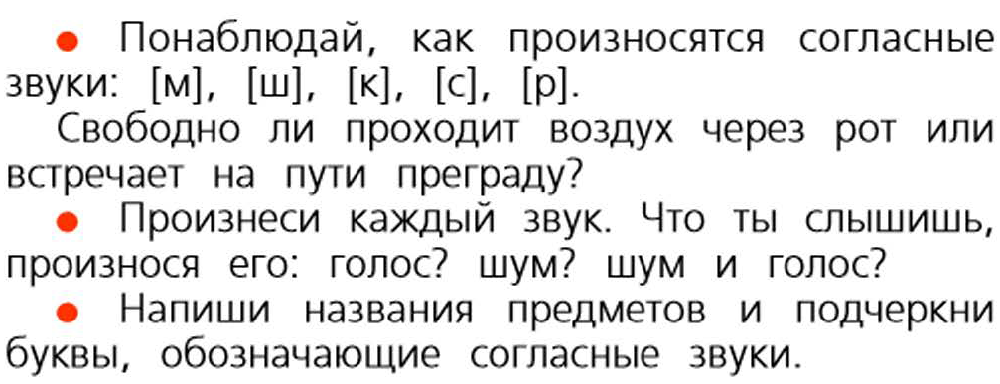 • Понаблюдай, как произносятся согласные
звуки: [м], [ш], [к], [с], [р].
Свободно ли проходит воздух через рот или
встречает на пути преграду?
• Произнеси каждый звук. Что ты слышишь,
произнося его: голос? шум? шум и голос?
• Напиши названия предметов и подчеркни
буквы, обозначающие согласные звуки.